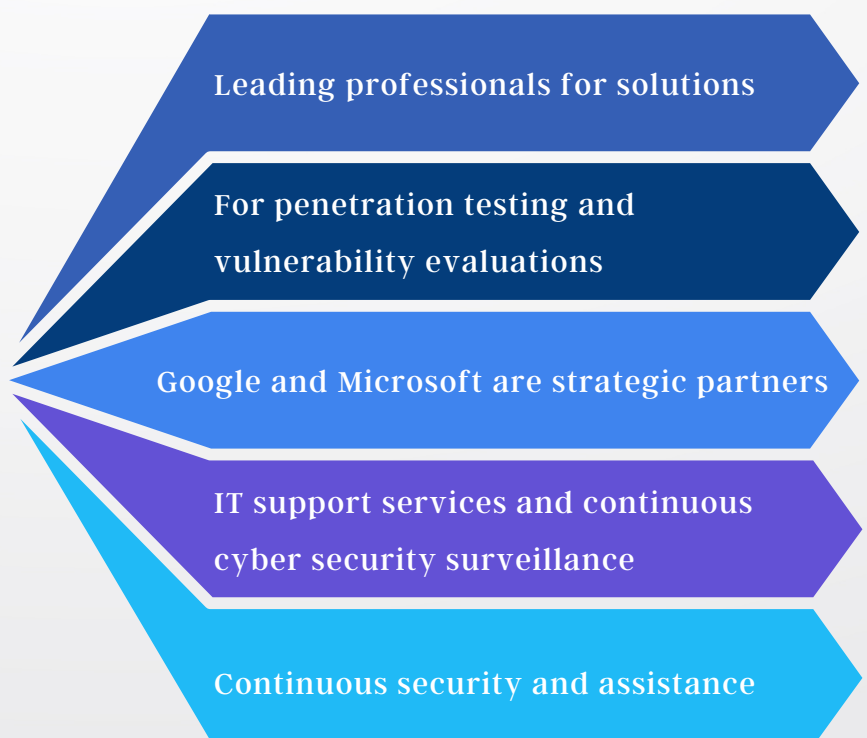 Leading professionals for solutions
For penetration testing and
vulnerability evaluations
Google and Microsoft are strategic partners
IT support services and continuous
cyber security surveillance
Continuous security and assistance